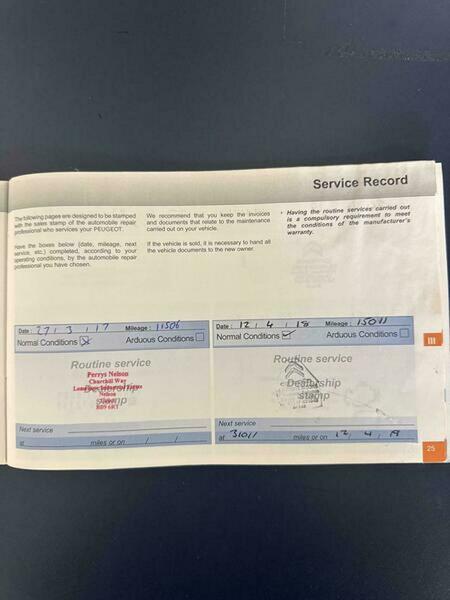 Service Record
The following pages are designed to be stamped
with the sales stamp of the automobile repair
professional who services your PEUGEOT.
Have the boxes below (date, mileage, next
service, etc.) completed, according to your
operating conditions, by the automobile repair
professional you have chosen.
We recommend that you keep the invoices
and documents that relate to the maintenance
carried out on your vehicle.
If the vehicle is sold, it is necessary to hand all
the vehicle documents to the new owner.
• Having the routine services carried out
is a compulsory requirement to meet
the conditions of the manufacturer's
warranty.
Date : 27 / 3 / 17 Mileage : 11506
Normal Conditions Arduous Conditions
Routine service
Perrys Nelson
Churchill Way
Nelson
BB9 6RT
Dealership
stamp
Next service
at miles or on / /
Date : 12 / 4 / 18 Mileage : 15011
Normal Conditions Arduous Conditions
Routine service
Dealership
stamp
Next service
at 31011 miles or on 12 / 4 / 19
III
25